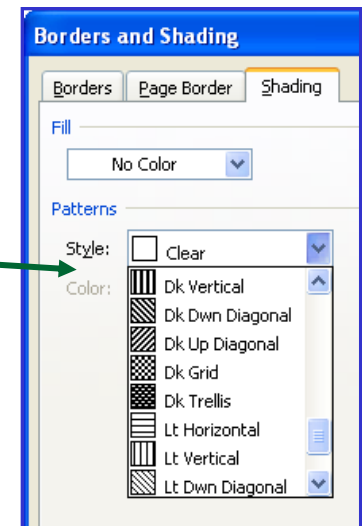 Borders and Shading
Borders Page Border Shading
Fill
No Color
Patterns
Style: Clear
Color: Dk Vertical
Dk Dwn Diagonal
Dk Up Diagonal
Dk Grid
Dk Trellis
Lt Horizontal
Lt Vertical
Lt Dwn Diagonal